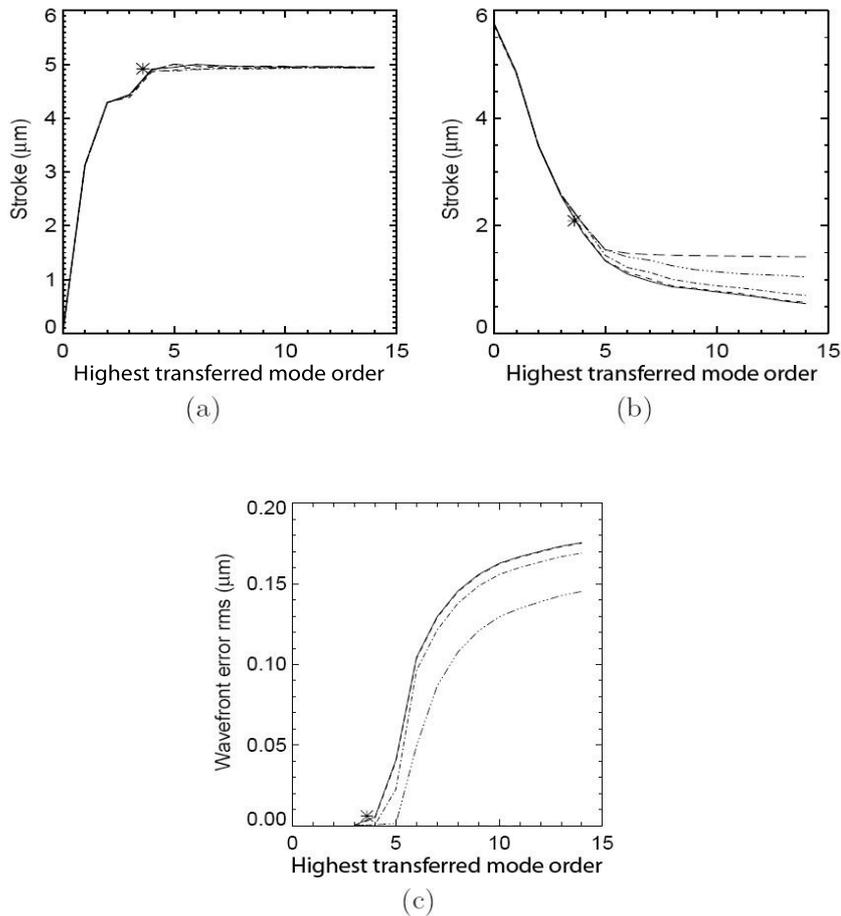 6
5
4
3
2
1
0
Stroke (μm)
0 5 10 15
Highest transferred mode order
(a)
6
4
2
0
Stroke (μm)
0 5 10 15
Highest transferred mode order
(b)
0.20
0.15
0.10
0.05
0.00
Wavefront error rms (μm)
0 5 10 15
Highest transferred mode order
(c)